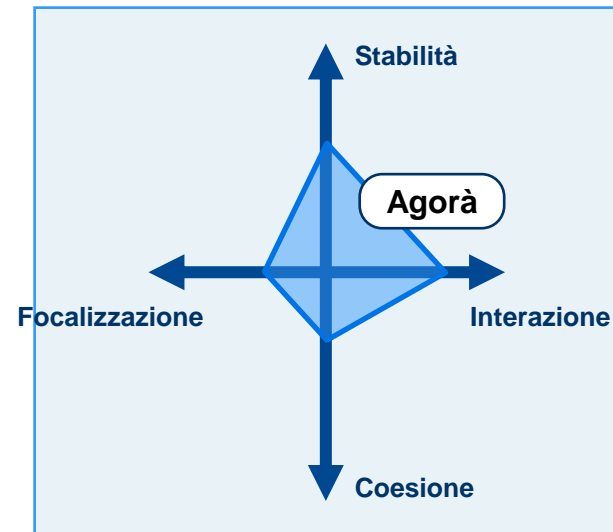 Stabilità
Agorà
Focalizzazione
Interazione
Coesione